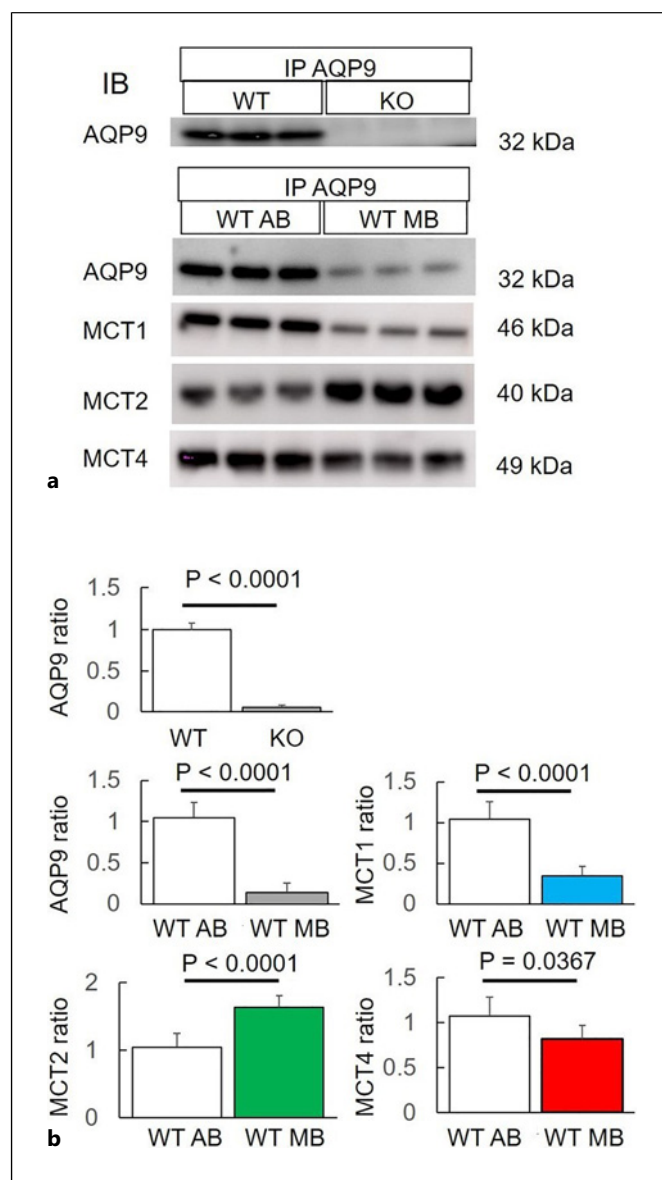 IP AQP9
IB WT KO
AQP9 32 kDa
IP AQP9
WT AB WT MB
AQP9 32 kDa
MCT1 46 kDa
MCT2 40 kDa
MCT4 49 kDa
a
P < 0.0001
AQP9 ratio
1.5
1
0.5
0
WT KO
P < 0.0001
AQP9 ratio
1.5
1
0.5
0
WT AB WT MB
P < 0.0001
MCT1 ratio
1.5
1
0.5
0
WT AB WT MB
P < 0.0001
MCT2 ratio
2
1
0
WT AB WT MB
P = 0.0367
MCT4 ratio
1.5
1
0.5
0
WT AB WT MB
b